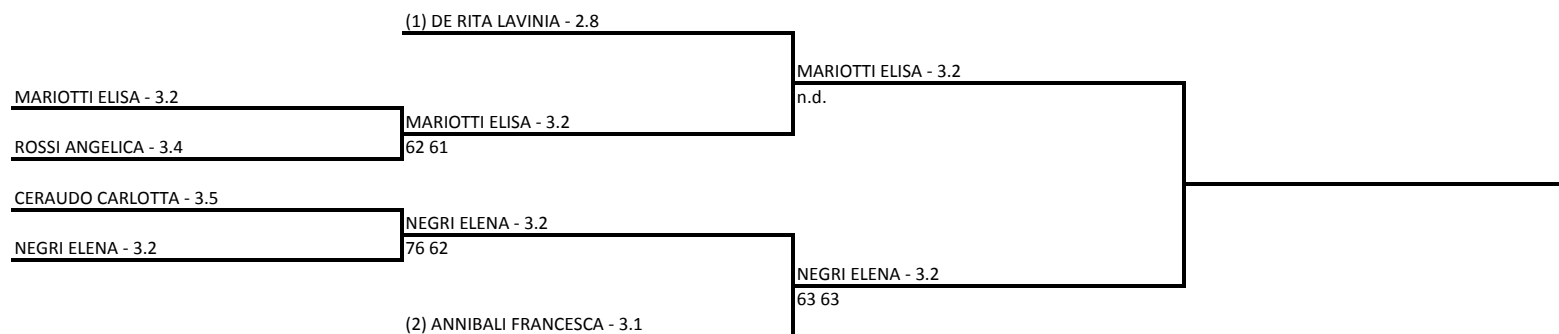 (1) DE RITA LAVINIA - 2.8
MARIOTTI ELISA - 3.2
n.d.
MARIOTTI ELISA - 3.2
MARIOTTI ELISA - 3.2
62 61
ROSSI ANGELICA - 3.4
CERAUDO CARLOTTA - 3.5
NEGRI ELENA - 3.2
76 62
NEGRI ELENA - 3.2
NEGRI ELENA - 3.2
63 63
(2) ANNIBALI FRANCESCA - 3.1